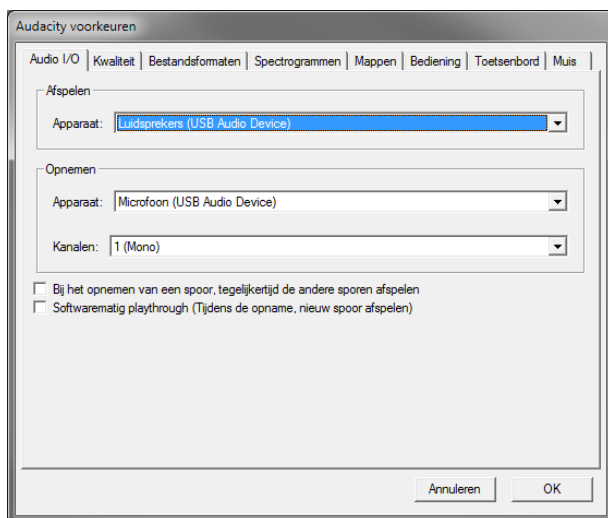 Audacity voorkeuren
Audio I/O Kwaliteit Bestandsformaten Spectrogrammen Mappen Bediening Toetsenbord Muis
Afspelen
Apparaat: Luidsprekers (USB Audio Device)
Opnemen
Apparaat: Microfoon (USB Audio Device)
Kanalen: 1 (Mono)
Bij het opnemen van een spoor, tegelijkertijd de andere sporen afspelen
Softwarematig playthrough (Tijdens de opname, nieuw spoor afspelen)
Annuleren OK